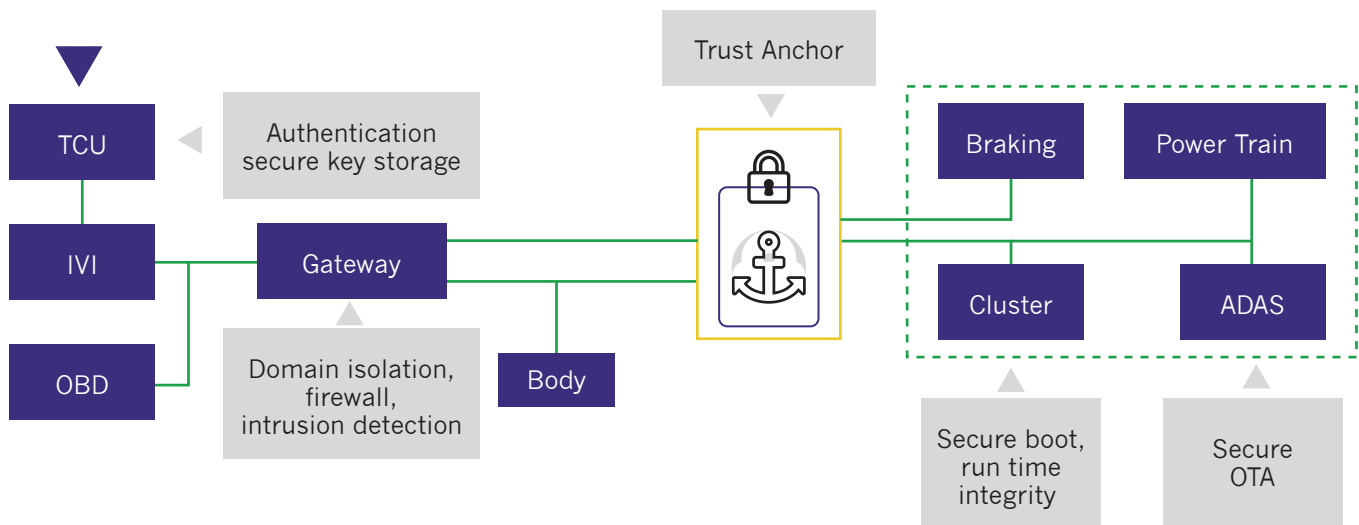 Trust Anchor
TCU
Authentication
secure key storage
Braking
Power Train
IVI
Gateway
OBD
Domain isolation,
firewall,
intrusion detection
Body
Cluster
ADAS
Secure boot,
run time
integrity
Secure
OTA